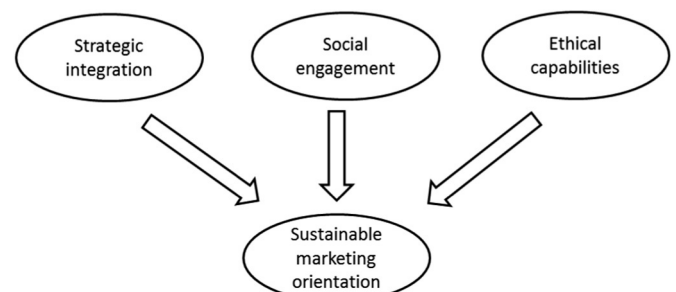 Strategic
integration
Social
engagement
Ethical
capabilities
Sustainable
marketing
orientation